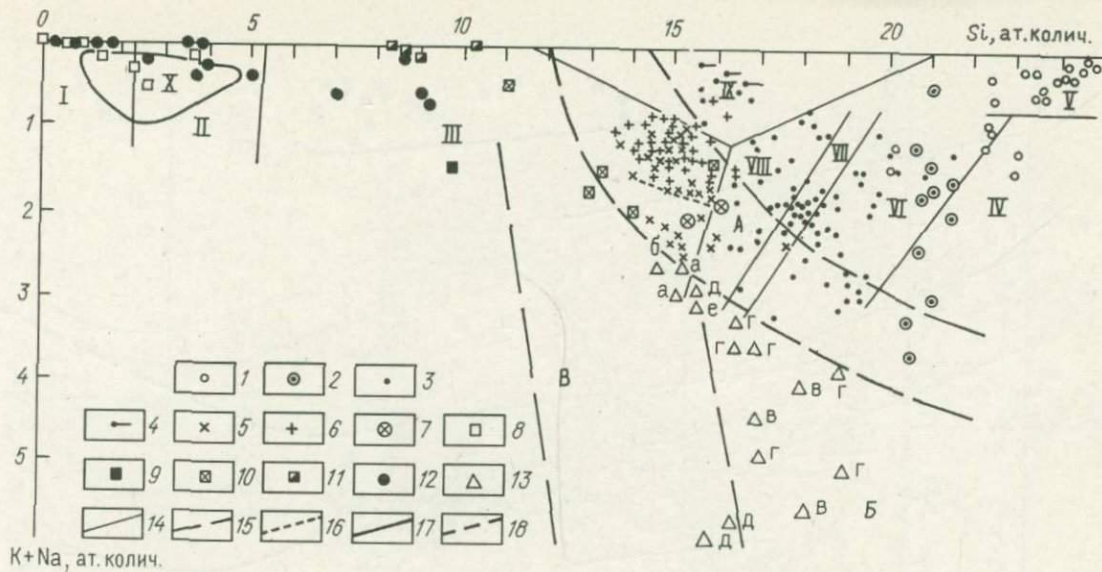 0 5 10 15 20 Si, ат.колич.
I X II III IX VIII VII VI V IV
1
2
А
б
а
3
а д
е г
г г
4
1 2 3
В
в г
4 5 6 7 8
в
5
9 10 11 12 13
г г
14 15 16 17 18
в Б
д
д
K+Na, ат.колич.